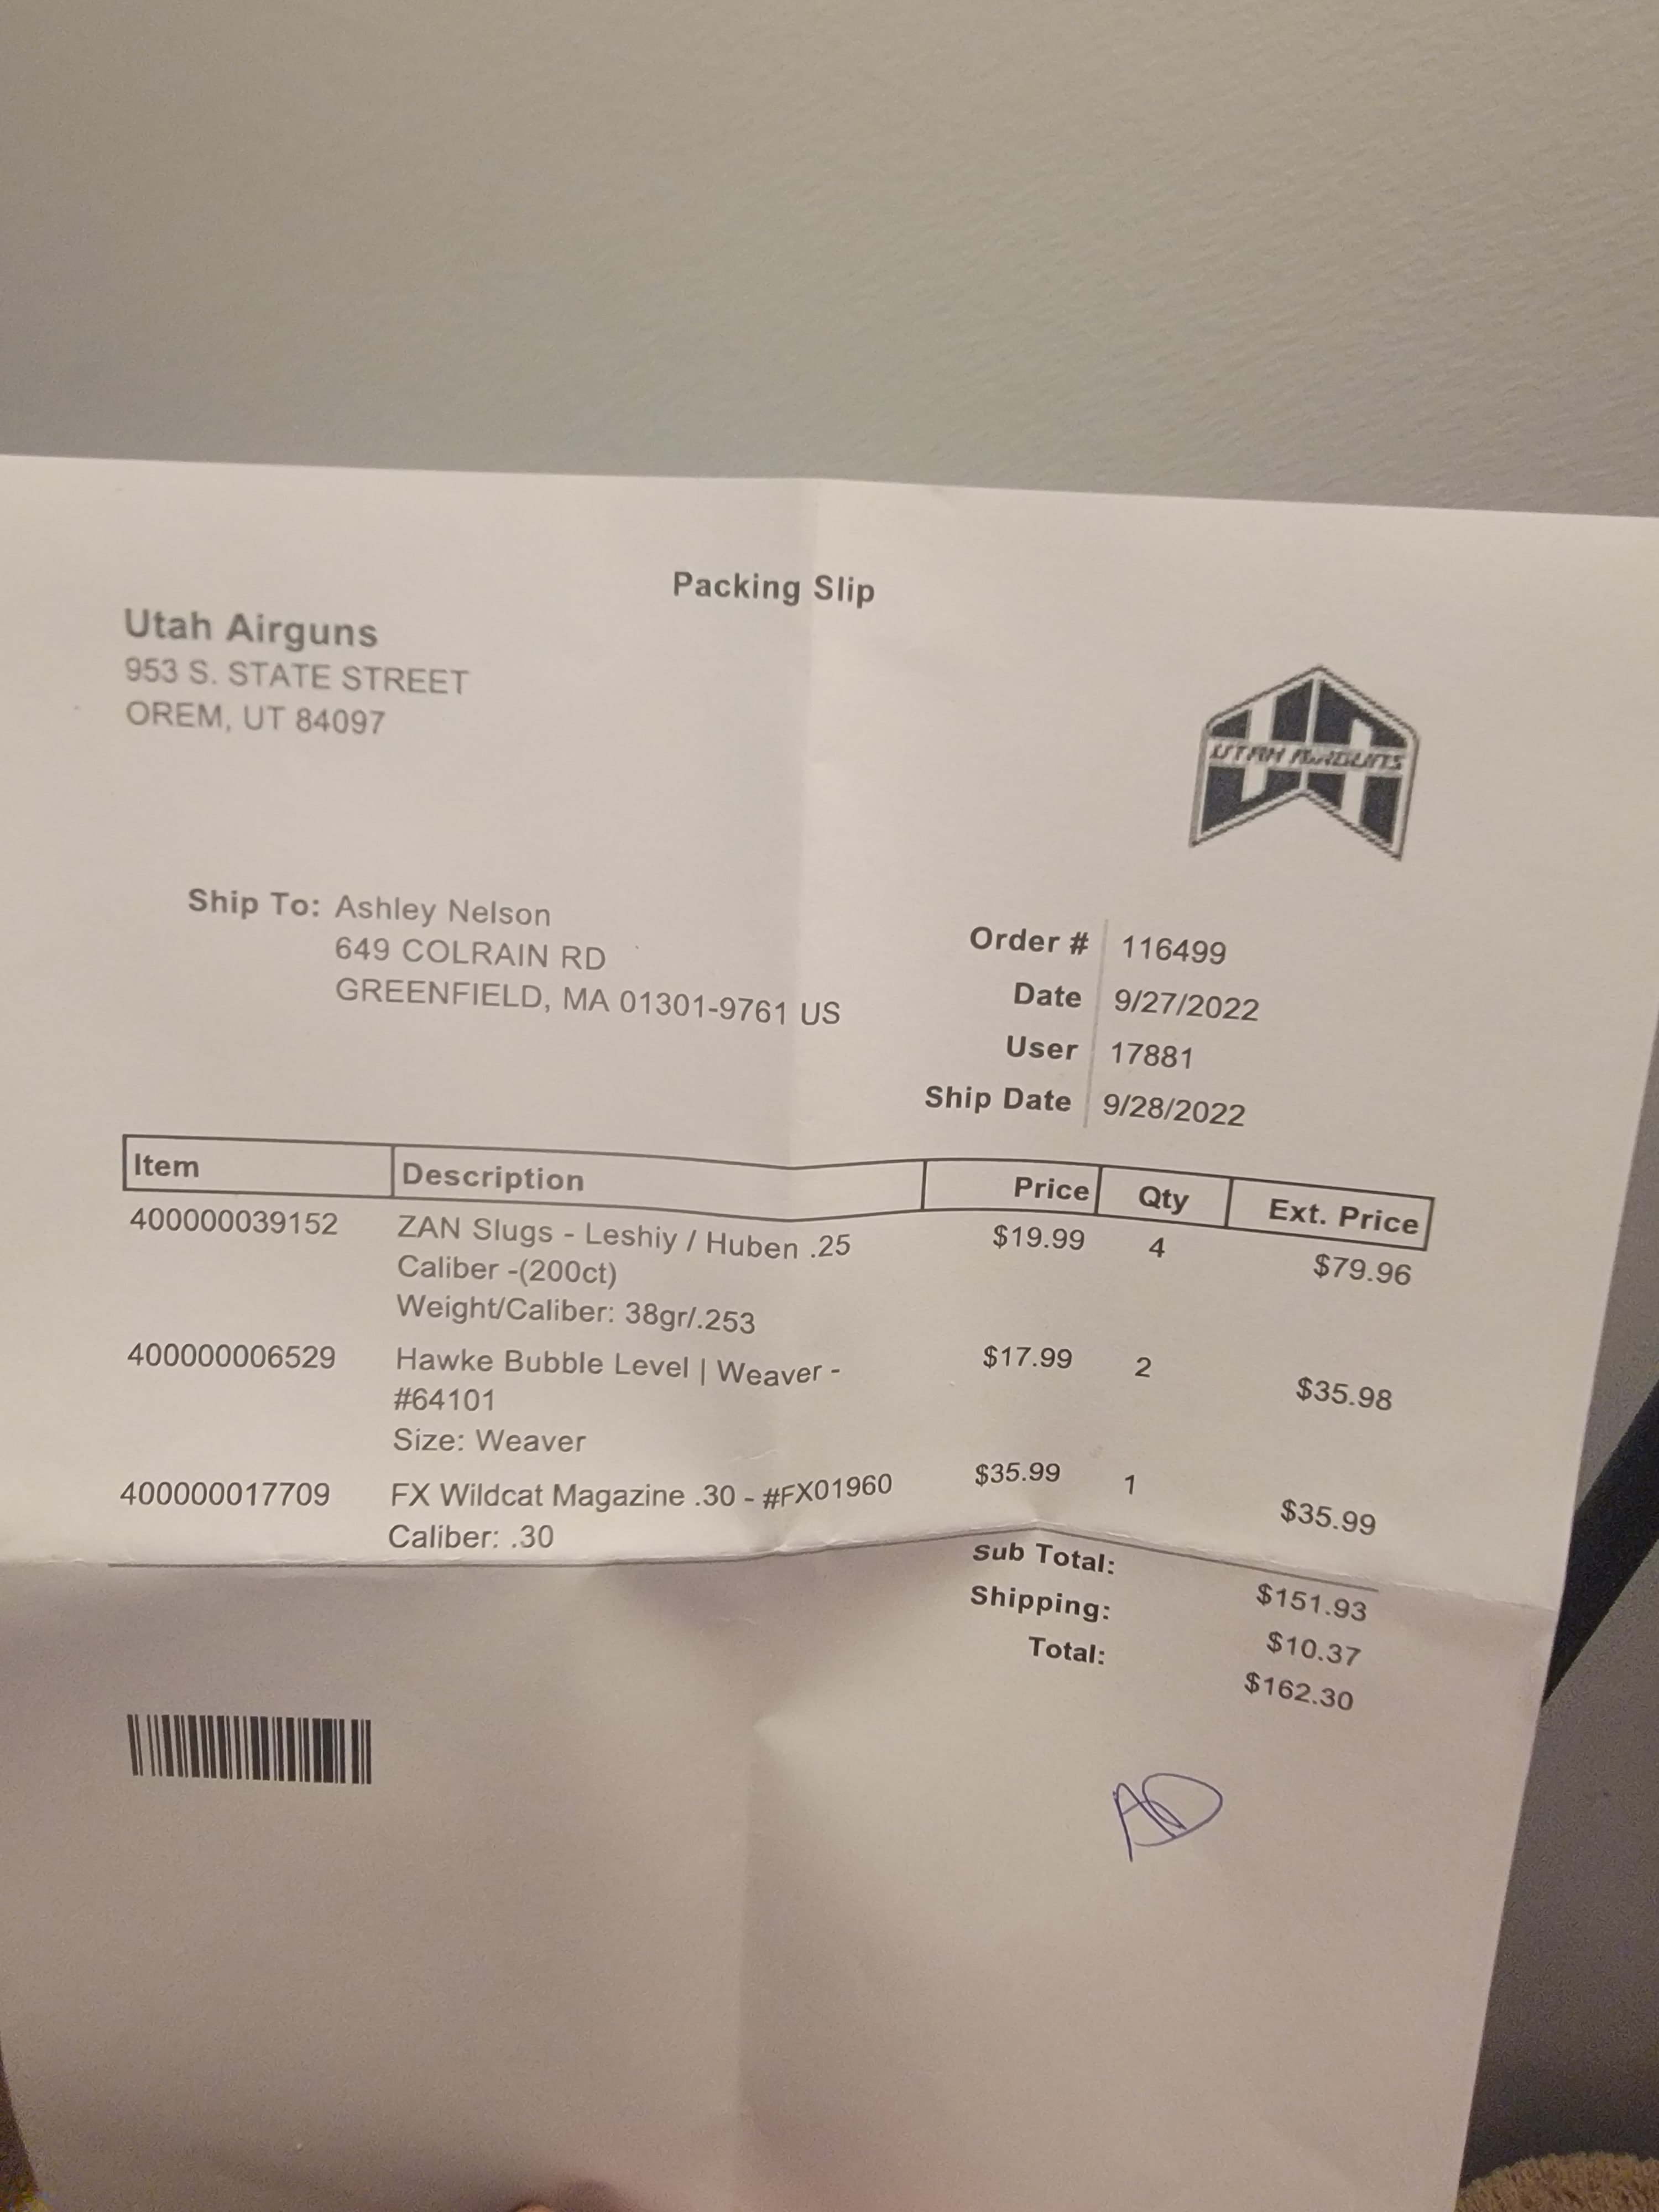 Packing Slip
Utah Airguns
953 S. STATE STREET
OREM, UT 84097
UTAH AIRGUNS
Ship To: Ashley Nelson
649 COLRAIN RD
GREENFIELD, MA 01301-9761 US
Order # 116499
Date 9/27/2022
User 17881
Ship Date 9/28/2022
Item Description Price Qty Ext. Price
400000039152 ZAN Slugs - Leshiy / Huben .25 $19.99 4 $79.96
Caliber -(200ct)
Weight/Caliber: 38gr/.253
400000006529 Hawke Bubble Level | Weaver - $17.99 2 $35.98
#64101
Size: Weaver
400000017709 FX Wildcat Magazine .30 - #FX01960 $35.99 1 $35.99
Caliber: .30
Sub Total: $151.93
Shipping: $10.37
Total: $162.30
AD